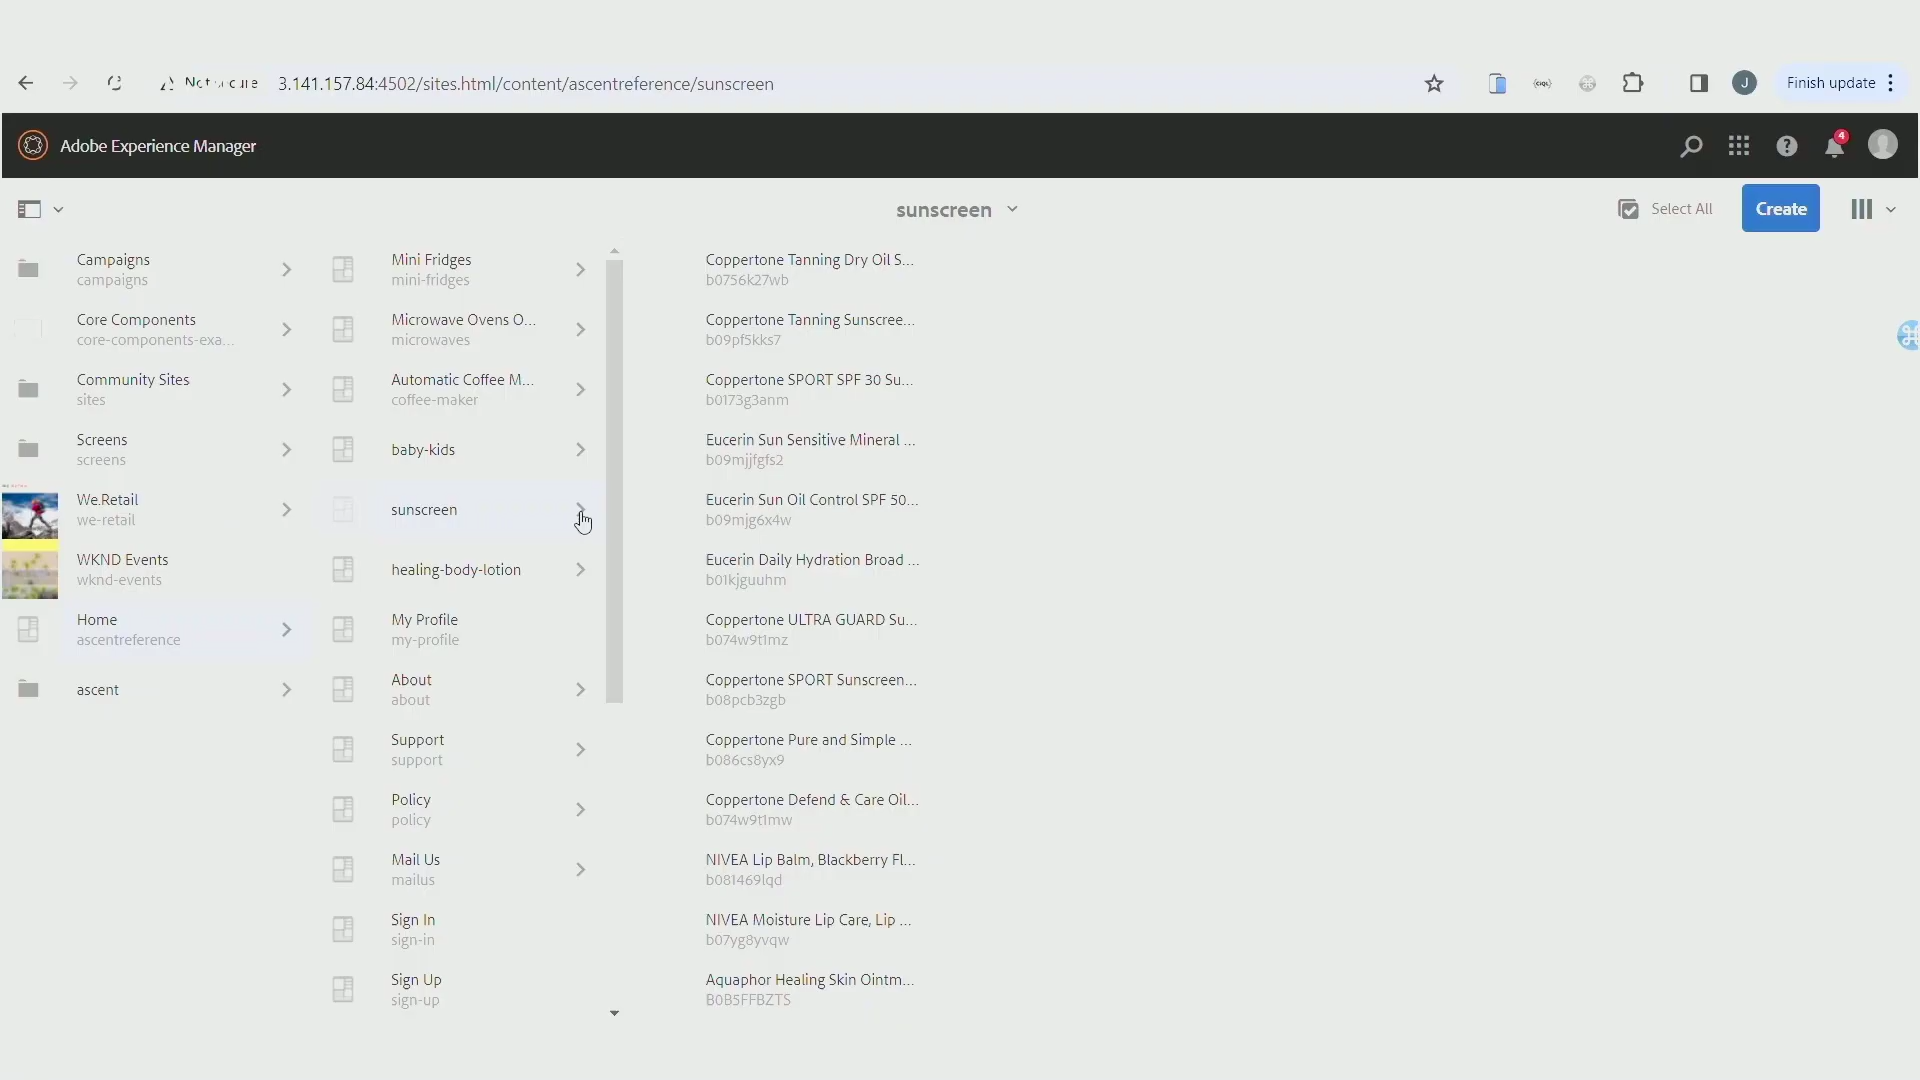 Not secure
3.141.157.84:4502/sites.html/content/ascentreference/sunscreen
J
Finish update
Adobe Experience Manager
4
sunscreen
Select All
Create
Campaigns
campaigns
Core Components
core-components-exa...
Community Sites
sites
Screens
screens
We.Retail
we-retail
WKND Events
wknd-events
Home
ascentreference
ascent
Mini Fridges
mini-fridges
Microwave Ovens O...
microwaves
Automatic Coffee M...
coffee-maker
baby-kids
sunscreen
healing-body-lotion
My Profile
my-profile
About
about
Support
support
Policy
policy
Mail Us
mailus
Sign In
sign-in
Sign Up
sign-up
Coppertone Tanning Dry Oil S...
b0756k27wb
Coppertone Tanning Sunscree...
b09pf5kks7
Coppertone SPORT SPF 30 Su...
b0173g3anm
Eucerin Sun Sensitive Mineral ...
b09mjjfgfs2
Eucerin Sun Oil Control SPF 50...
b09mjg6x4w
Eucerin Daily Hydration Broad ...
b01kjguuhm
Coppertone ULTRA GUARD Su...
b074w9t1mz
Coppertone SPORT Sunscreen...
b08pcb3zgb
Coppertone Pure and Simple ...
b086cs8yx9
Coppertone Defend & Care Oil...
b074w9t1mw
NIVEA Lip Balm, Blackberry Fl...
b081469lqd
NIVEA Moisture Lip Care, Lip ...
b07yg8yvqw
Aquaphor Healing Skin Ointm...
B0B5FFBZTS